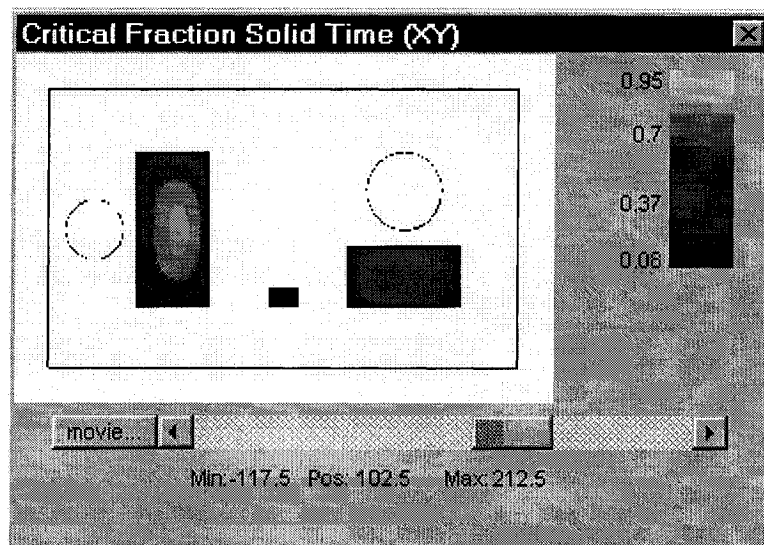 Critical Fraction Solid Time (XY)
0.95
0.7
0.37
0.08
movie...
Min:-117.5 Pos: 102.5 Max: 212.5